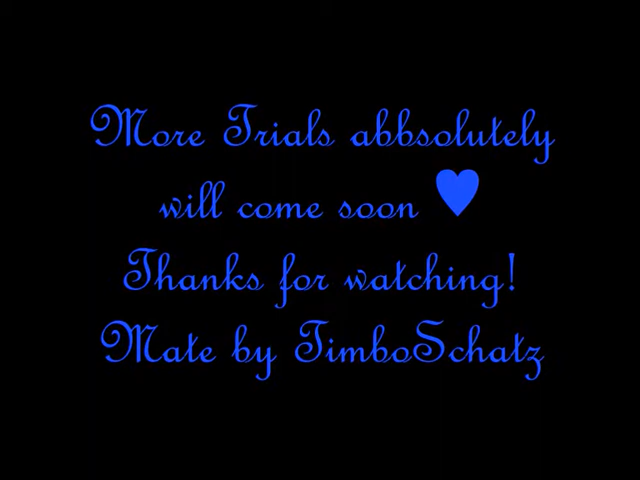 More Trials abbsolutely
will come soon ♥
Thanks for watching!
Mate by TimboSchatz